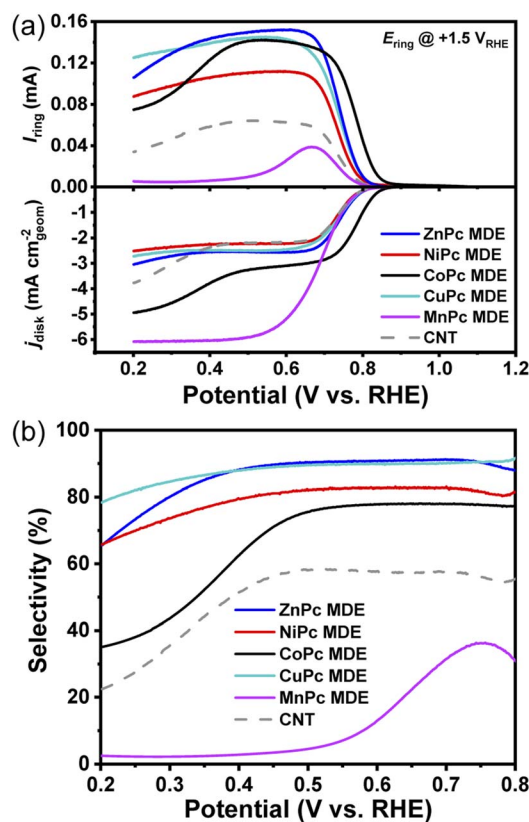 (a)
E_ring @ +1.5 V_RHE
I_ring (mA)
0.16
0.12
0.08
0.04
0.00
j_disk (mA cm⁻²_geom)
-1
-2
-3
-4
-5
-6
ZnPc MDE
NiPc MDE
CoPc MDE
CuPc MDE
MnPc MDE
CNT
0.2 0.4 0.6 0.8 1.0 1.2
Potential (V vs. RHE)
(b)
Selectivity (%)
100
80
60
40
20
0
ZnPc MDE
NiPc MDE
CoPc MDE
CuPc MDE
MnPc MDE
CNT
0.2 0.3 0.4 0.5 0.6 0.7 0.8
Potential (V vs. RHE)